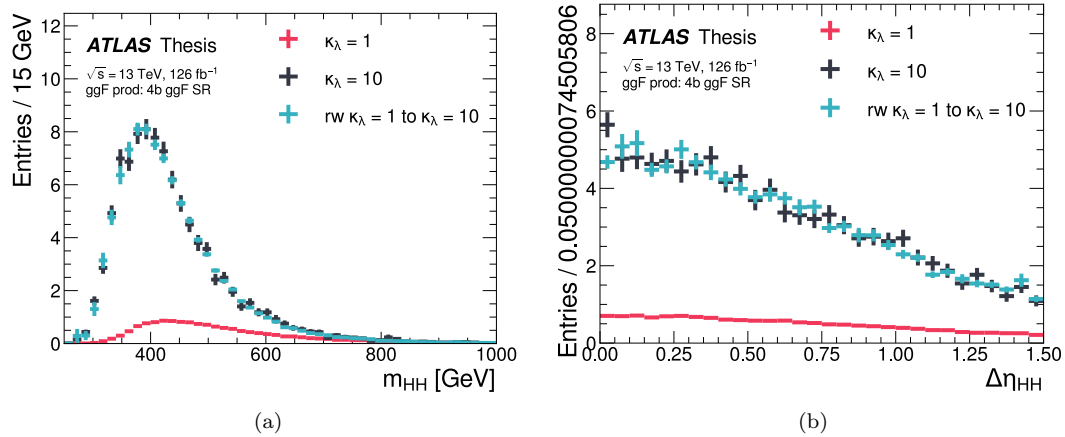 Entries / 15 GeV
12
10
8
6
4
2
0
ATLAS Thesis
√s = 13 TeV, 126 fb⁻¹
ggF prod: 4b ggF SR
κλ = 1
κλ = 10
rw κλ = 1 to κλ = 10
400 600 800 1000
mHH [GeV]
(a)
Entries / 0.05000000074505806
8
6
4
2
0
ATLAS Thesis
√s = 13 TeV, 126 fb⁻¹
ggF prod: 4b ggF SR
κλ = 1
κλ = 10
rw κλ = 1 to κλ = 10
0.00 0.25 0.50 0.75 1.00 1.25 1.50
ΔηHH
(b)